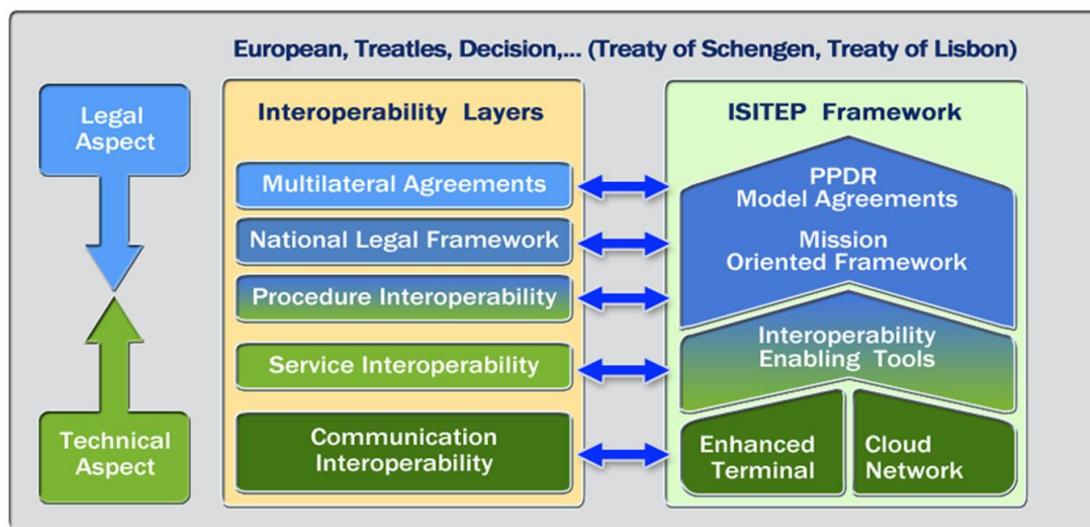 European, Treatles, Decision,... (Treaty of Schengen, Treaty of Lisbon)
Legal
Aspect
Technical
Aspect
Interoperability Layers
Multilateral Agreements
National Legal Framework
Procedure Interoperability
Service Interoperability
Communication
Interoperability
ISITEP Framework
PPDR
Model Agreements
Mission
Oriented Framework
Interoperability
Enabling Tools
Enhanced
Terminal
Cloud
Network